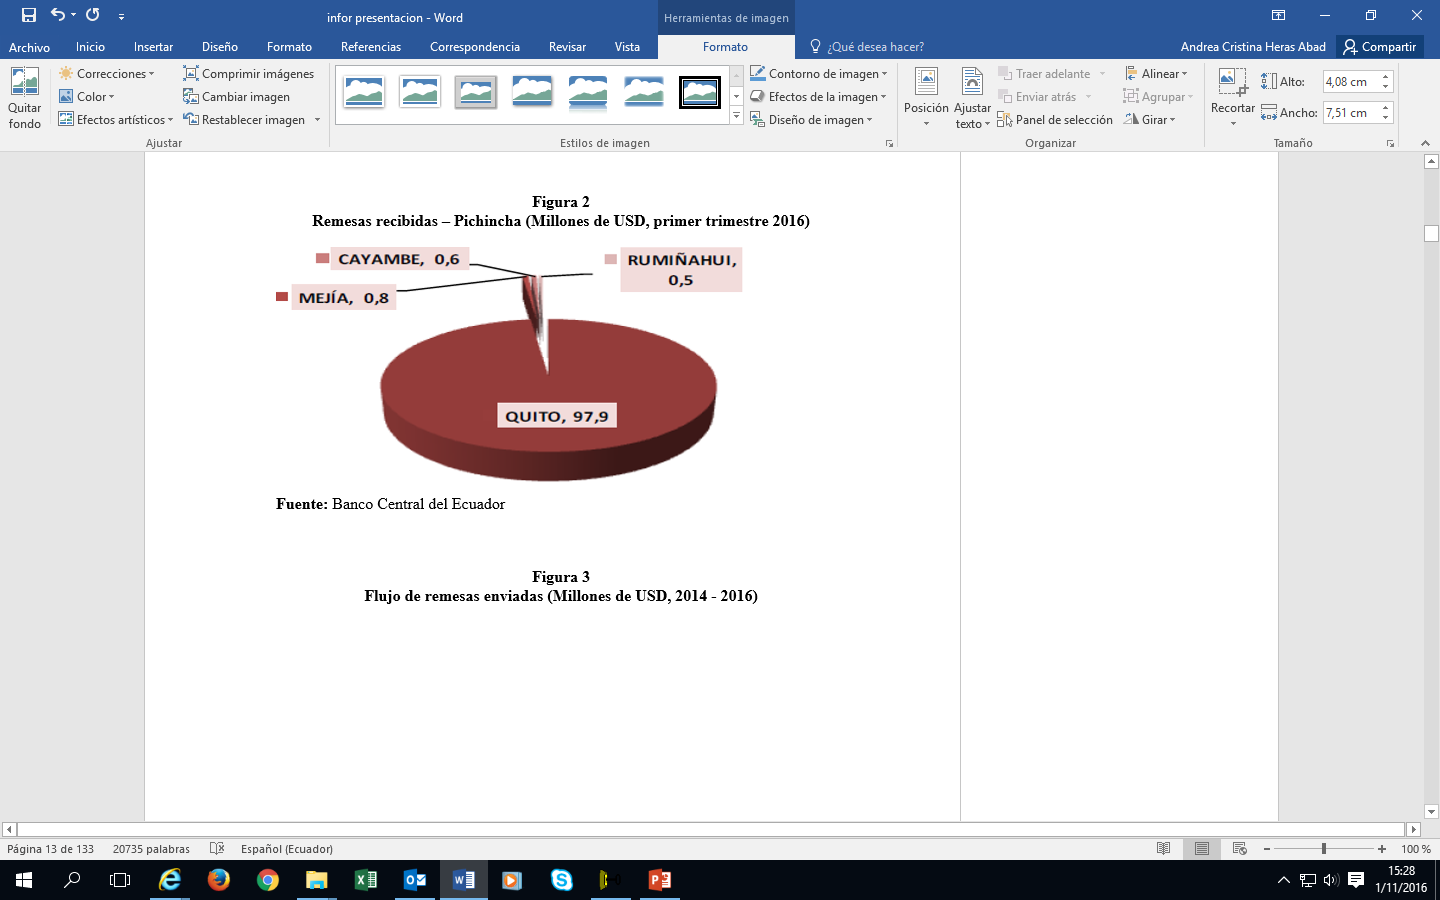 infor presentacion - Word
Herramientas de imagen
Archivo
Inicio
Insertar
Diseño
Formato
Referencias
Correspondencia
Revisar
Vista
Formato
¿Qué desea hacer?
Andrea Cristina Heras Abad
Compartir
Quitar fondo
Correcciones
Color
Efectos artísticos
Comprimir imágenes
Cambiar imagen
Restablecer imagen
Ajustar
Estilos de imagen
Contorno de imagen
Efectos de la imagen
Diseño de imagen
Posición
Ajustar texto
Traer adelante
Enviar atrás
Panel de selección
Alinear
Agrupar
Girar
Organizar
Recortar
Alto: 4,08 cm
Ancho: 7,51 cm
Tamaño
Figura 2
Remesas recibidas – Pichincha (Millones de USD, primer trimestre 2016)
CAYAMBE, 0,6
RUMIÑAHUI,
0,5
MEJÍA, 0,8
QUITO, 97,9
Fuente: Banco Central del Ecuador
Figura 3
Flujo de remesas enviadas (Millones de USD, 2014 - 2016)
Página 13 de 133
20735 palabras
Español (Ecuador)
100 %
15:28
1/11/2016